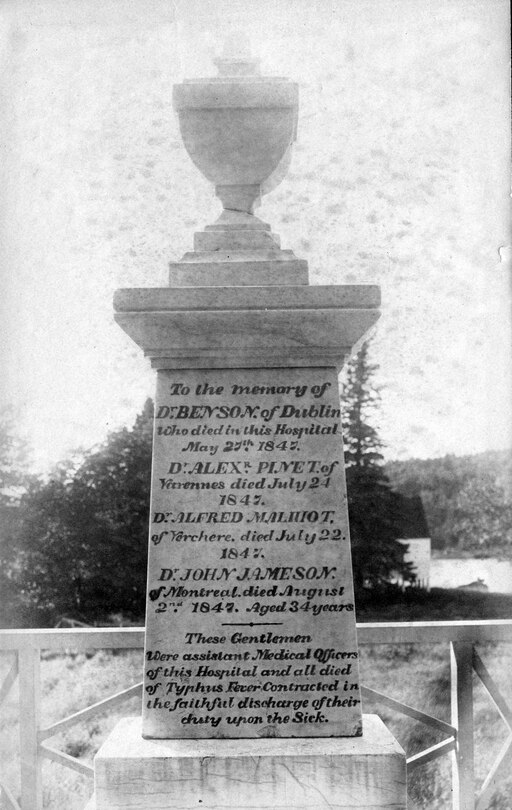 To the memory of
Dr. BENSON. of Dublin
Who died in this Hospital
May 27th 1847.
Dr. ALEXR. PINET. of
Varennes died July 24
1847.
Dr. ALFRED MALHIOT,
of Verchere. died July 22.
1847.
Dr. JOHN JAMESON.
of Montreal. died August
2nd 1847. Aged 34 years
These Gentlemen
Were assistant Medical Officers
of this Hospital and all died
of Typhus Fever Contracted in
the faithful discharge of their
duty upon the Sick.